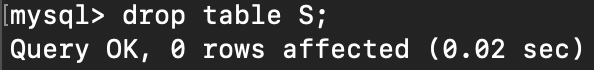 [mysql> drop table S;
Query OK, 0 rows affected (0.02 sec)